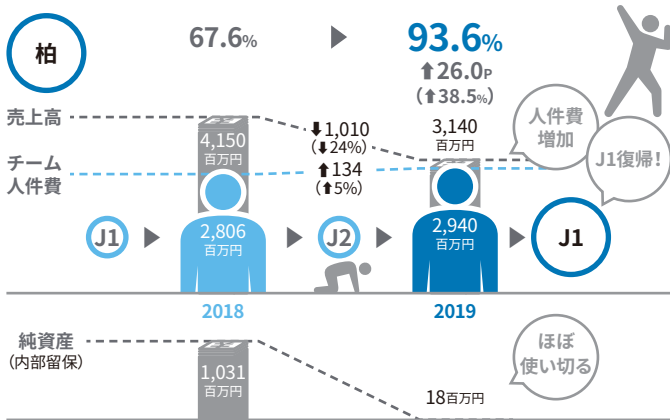 柏
67.6%
93.6%
⬆26.0P
(⬆38.5%)
売上高
4,150
百万円
⬇1,010
(⬇24%)
3,140
百万円
人件費
増加
J1復帰！
チーム
人件費
⬆134
(⬆5%)
J1
2,806
百万円
J2
2,940
百万円
J1
2018
2019
純資産
(内部留保)
1,031
百万円
18百万円
ほぼ
使い切る